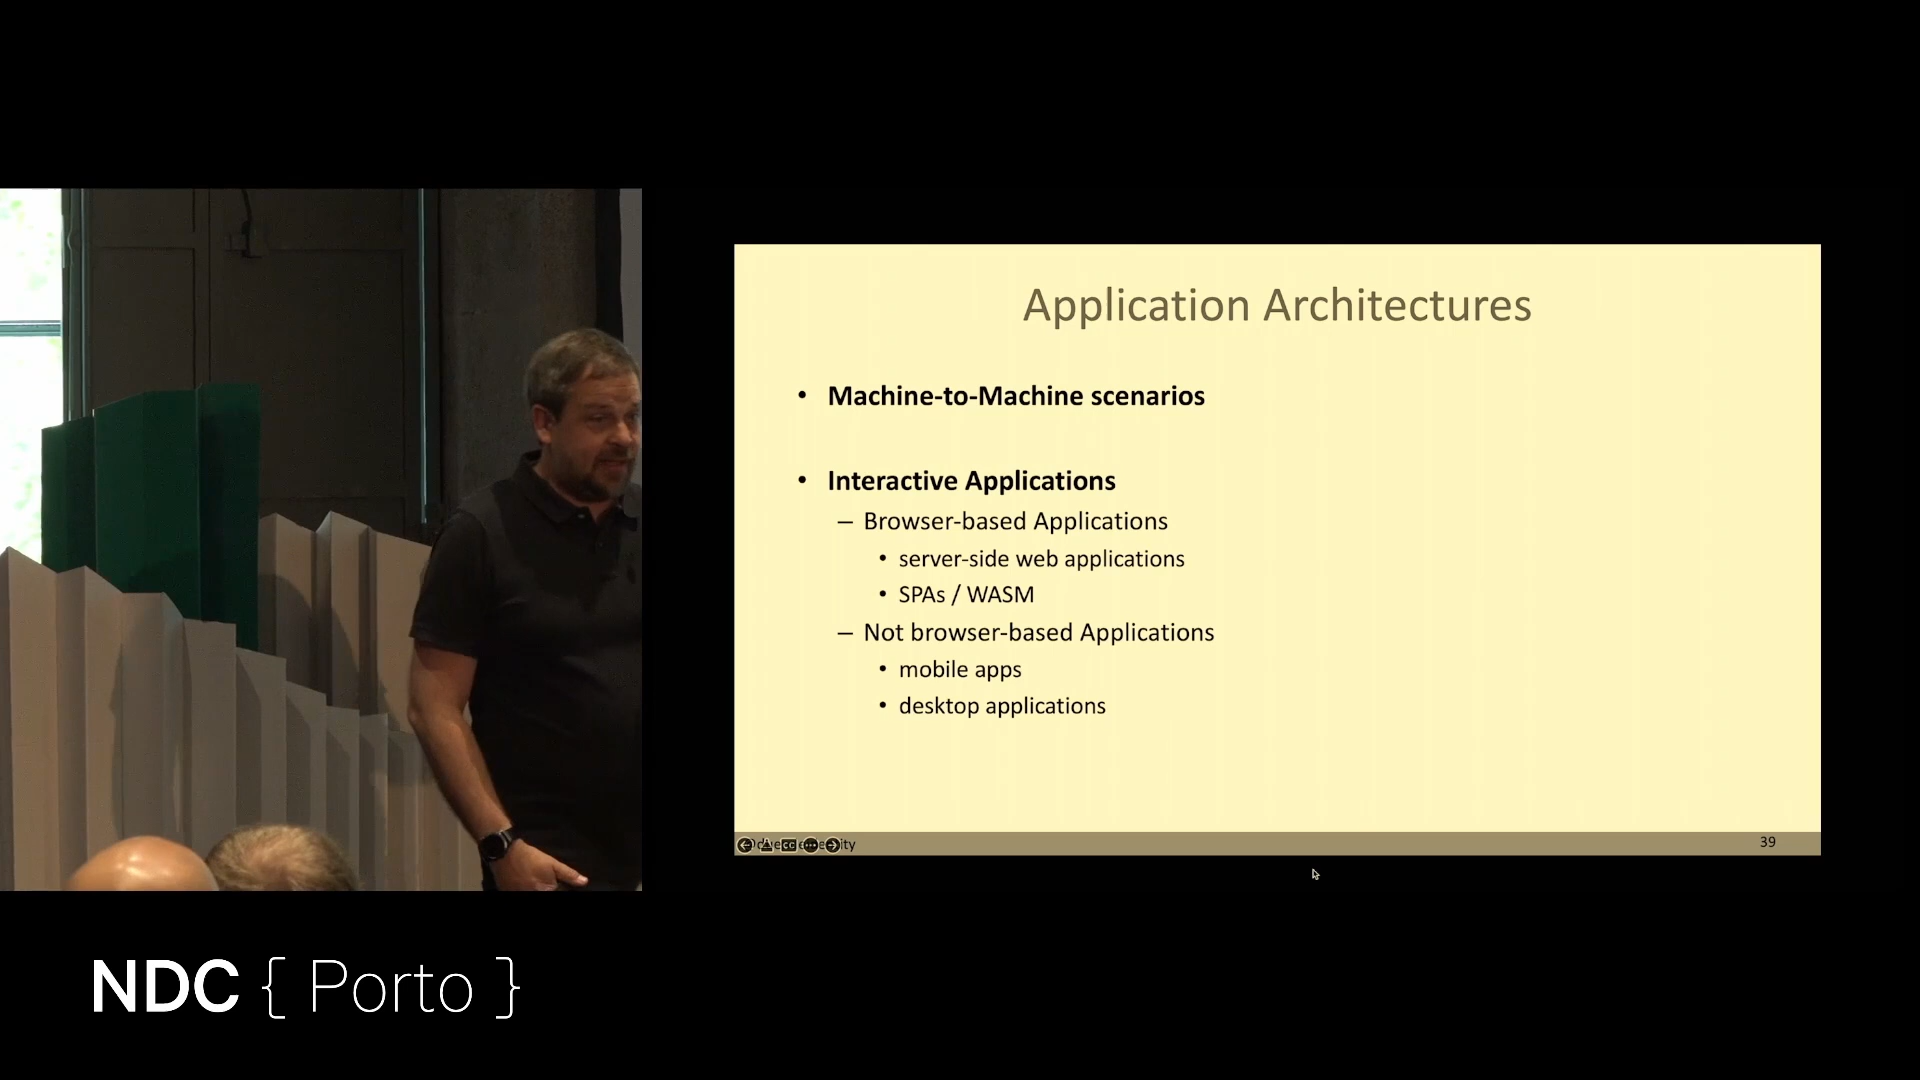 Application Architectures
• Machine-to-Machine scenarios
• Interactive Applications
– Browser-based Applications
• server-side web applications
• SPAs / WASM
– Not browser-based Applications
• mobile apps
• desktop applications
39
NDC { Porto }